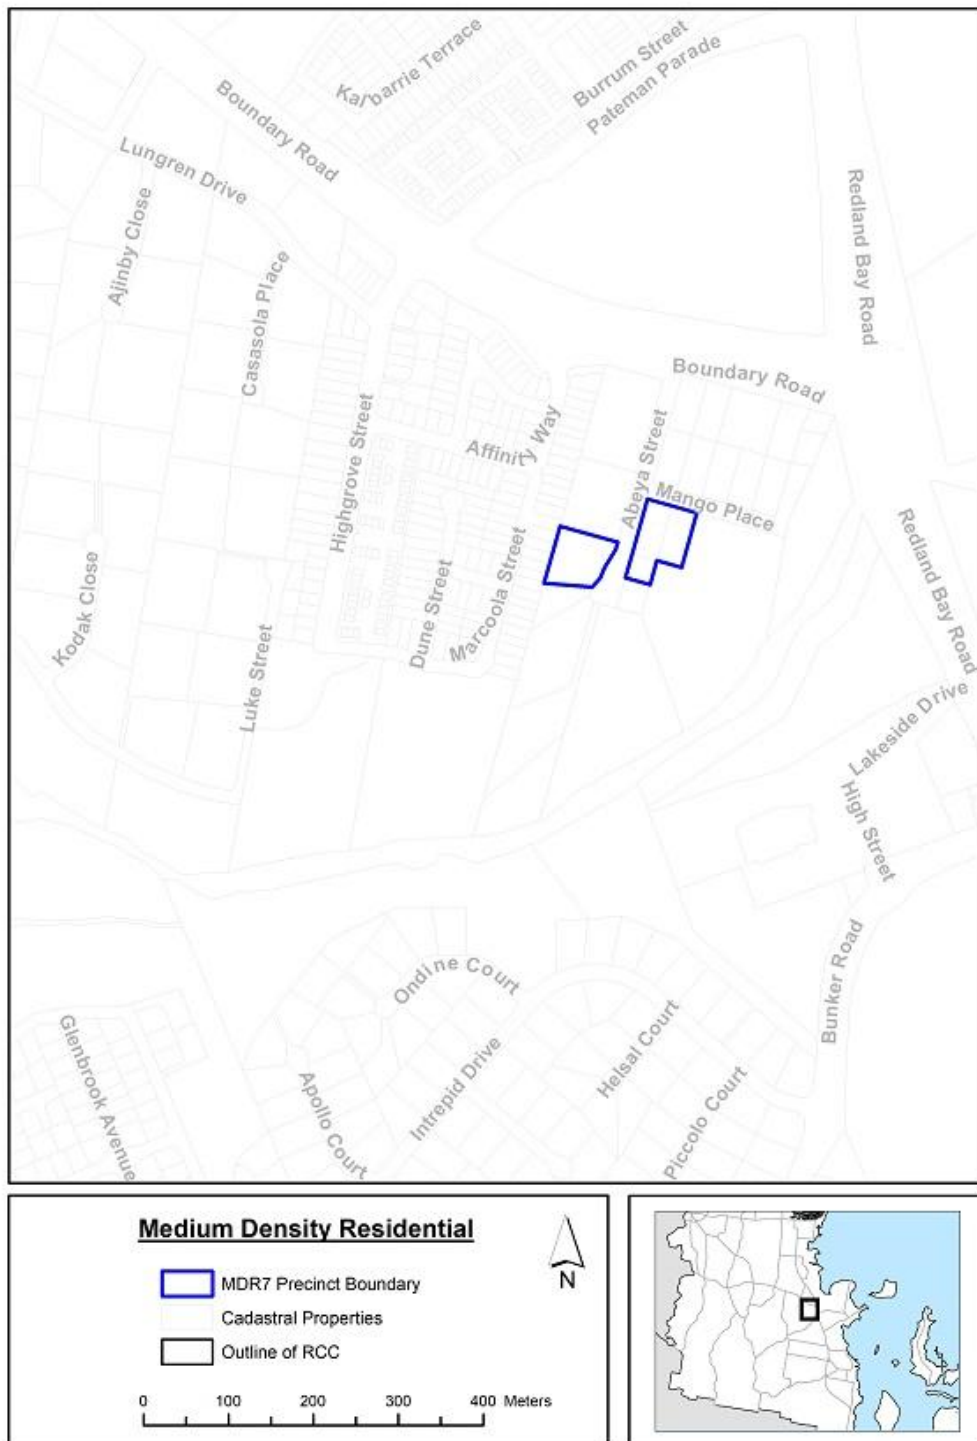 Kalbarrie Terrace
Burrum Street
Pateman Parade
Boundary Road
Lungren Drive
Ajinby Close
Casasola Place
Redland Bay Road
Boundary Road
Highgrove Street
Affinity Way
Abeya Street
Mango Place
Redland Bay Road
Marcoola Street
Dune Street
Kodak Close
Luke Street
Lakeside Drive
High Street
Ondine Court
Bunker Road
Glenbrook Avenue
Apollo Court
Intrepid Drive
Helsal Court
Piccolo Court
Medium Density Residential
MDR7 Precinct Boundary
Cadastral Properties
Outline of RCC
N
0 100 200 300 400 Meters